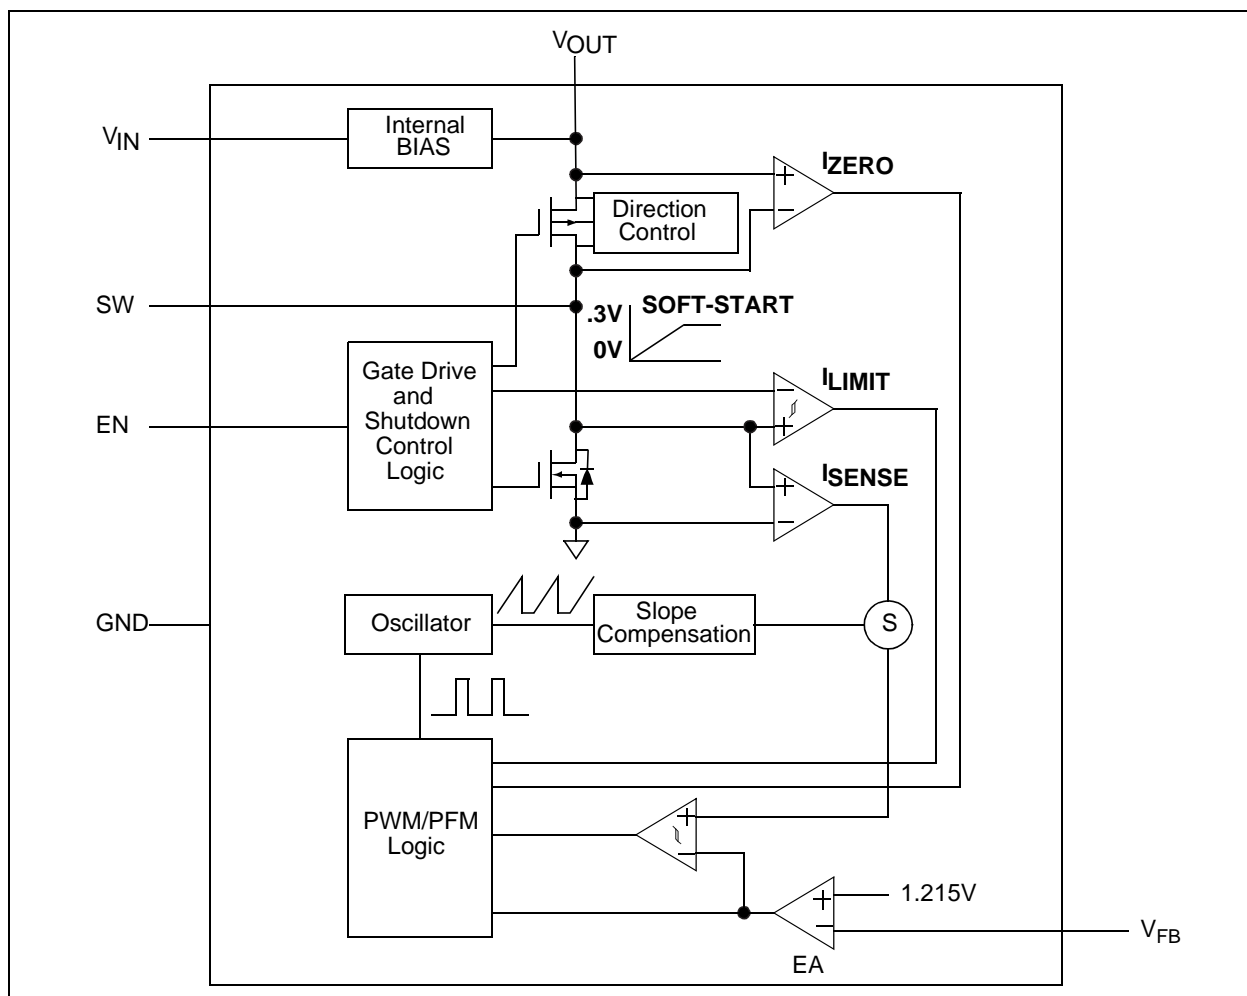 VOUT
VIN
Internal
BIAS
IZERO
+
−
Direction
Control
SW
.3V
SOFT-START
0V
Gate Drive
and
Shutdown
Control
Logic
EN
ILIMIT
−
+
ISENSE
+
−
GND
Oscillator
Slope
Compensation
S
PWM/PFM
Logic
+
−
+
1.215V
−
VFB
EA